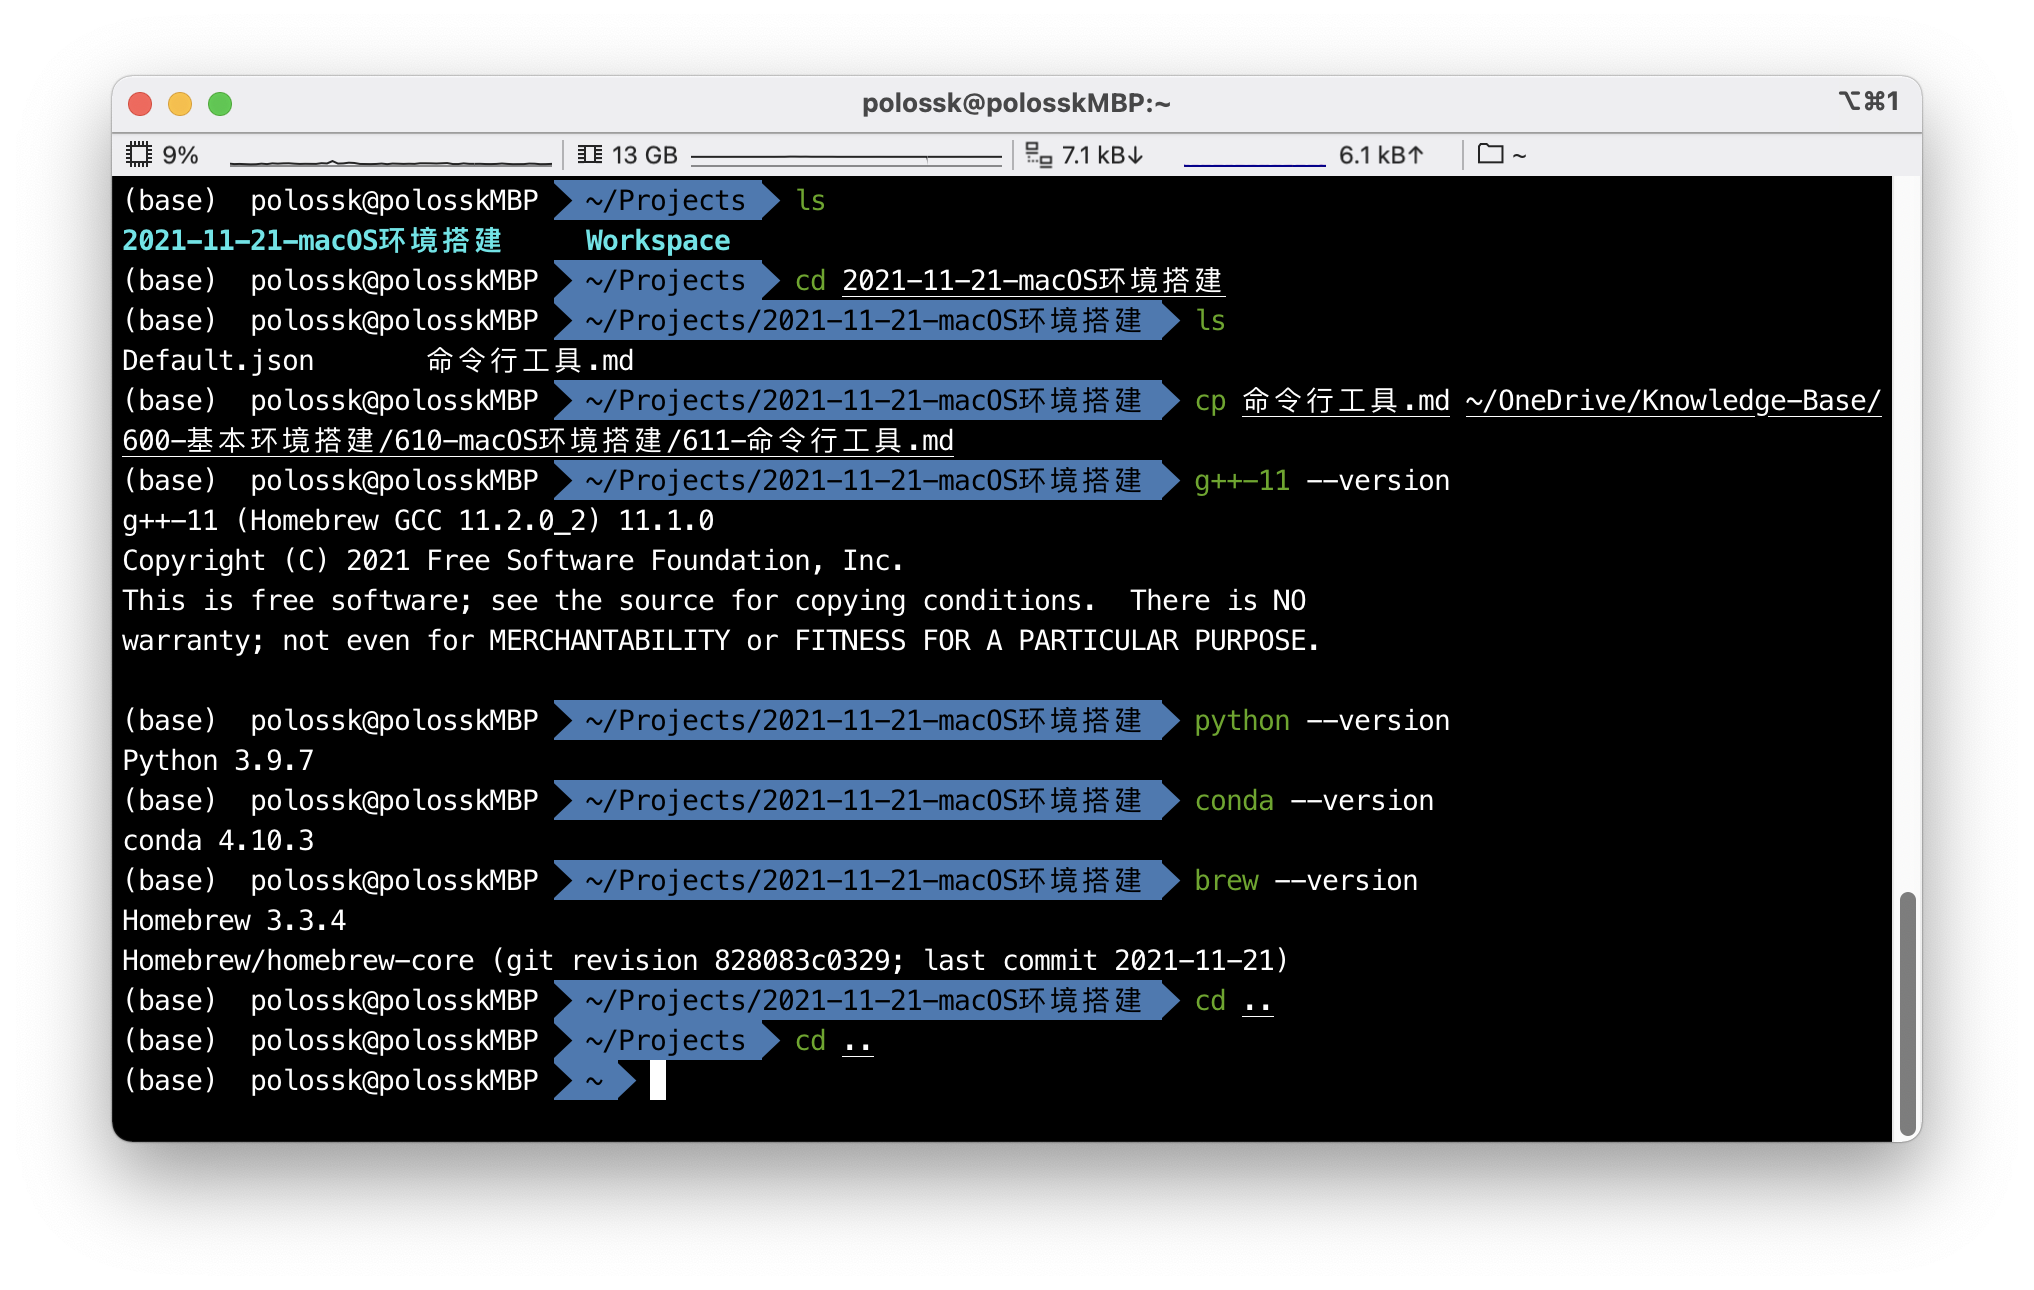 polossk@polosskMBP:~
⌥⌘1
9% 13 GB 7.1 kB↓ 6.1 kB↑ ~
(base) polossk@polosskMBP ~/Projects ls
2021-11-21-macOS环境搭建 Workspace
(base) polossk@polosskMBP ~/Projects cd 2021-11-21-macOS环境搭建
(base) polossk@polosskMBP ~/Projects/2021-11-21-macOS环境搭建 ls
Default.json 命令行工具.md
(base) polossk@polosskMBP ~/Projects/2021-11-21-macOS环境搭建 cp 命令行工具.md ~/OneDrive/Knowledge-Base/
600-基本环境搭建/610-macOS环境搭建/611-命令行工具.md
(base) polossk@polosskMBP ~/Projects/2021-11-21-macOS环境搭建 g++-11 --version
g++-11 (Homebrew GCC 11.2.0_2) 11.1.0
Copyright (C) 2021 Free Software Foundation, Inc.
This is free software; see the source for copying conditions.  There is NO
warranty; not even for MERCHANTABILITY or FITNESS FOR A PARTICULAR PURPOSE.
(base) polossk@polosskMBP ~/Projects/2021-11-21-macOS环境搭建 python --version
Python 3.9.7
(base) polossk@polosskMBP ~/Projects/2021-11-21-macOS环境搭建 conda --version
conda 4.10.3
(base) polossk@polosskMBP ~/Projects/2021-11-21-macOS环境搭建 brew --version
Homebrew 3.3.4
Homebrew/homebrew-core (git revision 828083c0329; last commit 2021-11-21)
(base) polossk@polosskMBP ~/Projects/2021-11-21-macOS环境搭建 cd ..
(base) polossk@polosskMBP ~/Projects cd ..
(base) polossk@polosskMBP ~